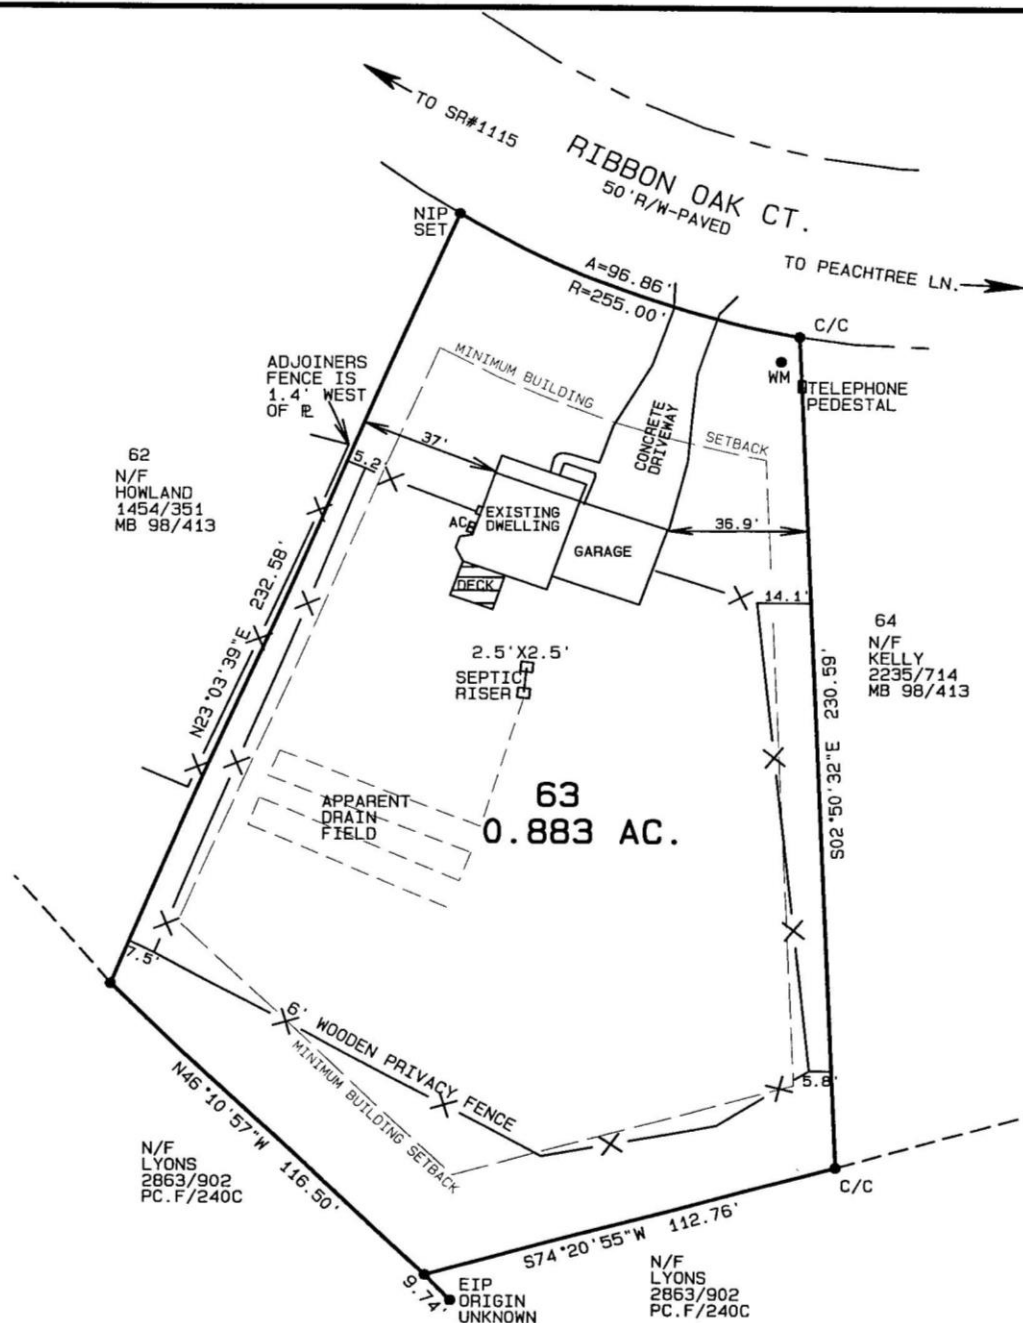 TO SR#1115
RIBBON OAK CT.
50'R/W-PAVED
TO PEACHTREE LN.
NIP
SET
A=96.86'
R=255.00'
C/C
WM
TELEPHONE
PEDESTAL
MINIMUM BUILDING
SETBACK
ADJOINERS
FENCE IS
1.4' WEST
OF PL
37'
5.2
CONCRETE
DRIVEWAY
62
N/F
HOWLAND
1454/351
MB 98/413
AC
EXISTING
DWELLING
GARAGE
36.9'
DECK
14.1'
64
N/F
KELLY
2235/714
MB 98/413
N23°03'39"E 232.58'
2.5'X2.5'
SEPTIC
RISER
S02°50'32"E 230.59'
63
0.883 AC.
APPARENT
DRAIN
FIELD
7.5'
6' WOODEN PRIVACY FENCE
MINIMUM BUILDING SETBACK
5.8'
N46°10'57"W 116.50'
N/F
LYONS
2863/902
PC.F/240C
C/C
S74°20'55"W 112.76'
9.74'
EIP
ORIGIN
UNKNOWN
N/F
LYONS
2863/902
PC.F/240C